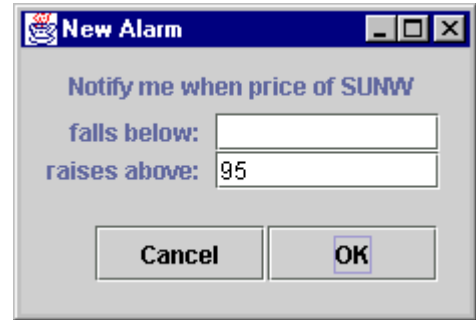 New Alarm
Notify me when price of SUNW
falls below:
raises above: 95
Cancel OK